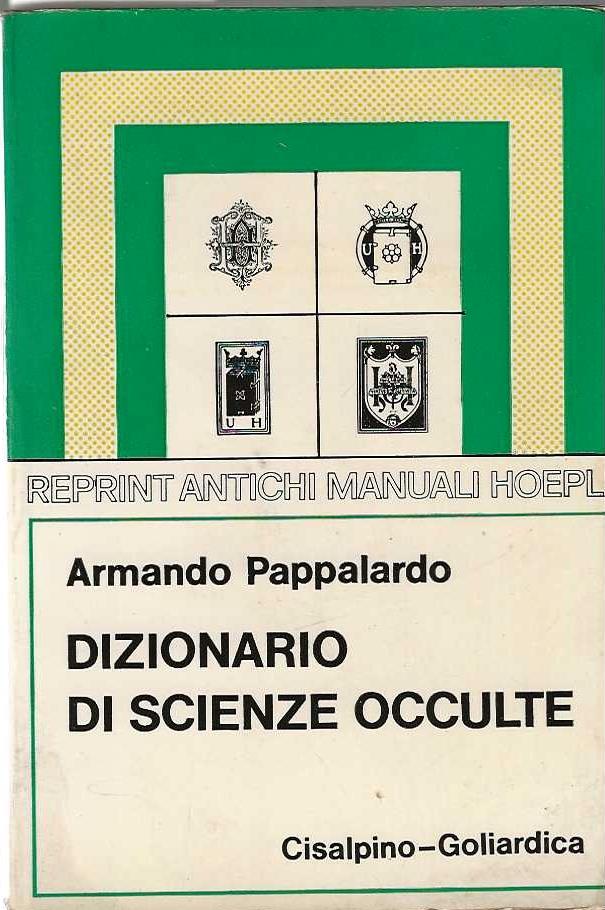 U H
U H
REPRINT ANTICHI MANUALI HOEPL
Armando Pappalardo
DIZIONARIO
DI SCIENZE OCCULTE
Cisalpino–Goliardica